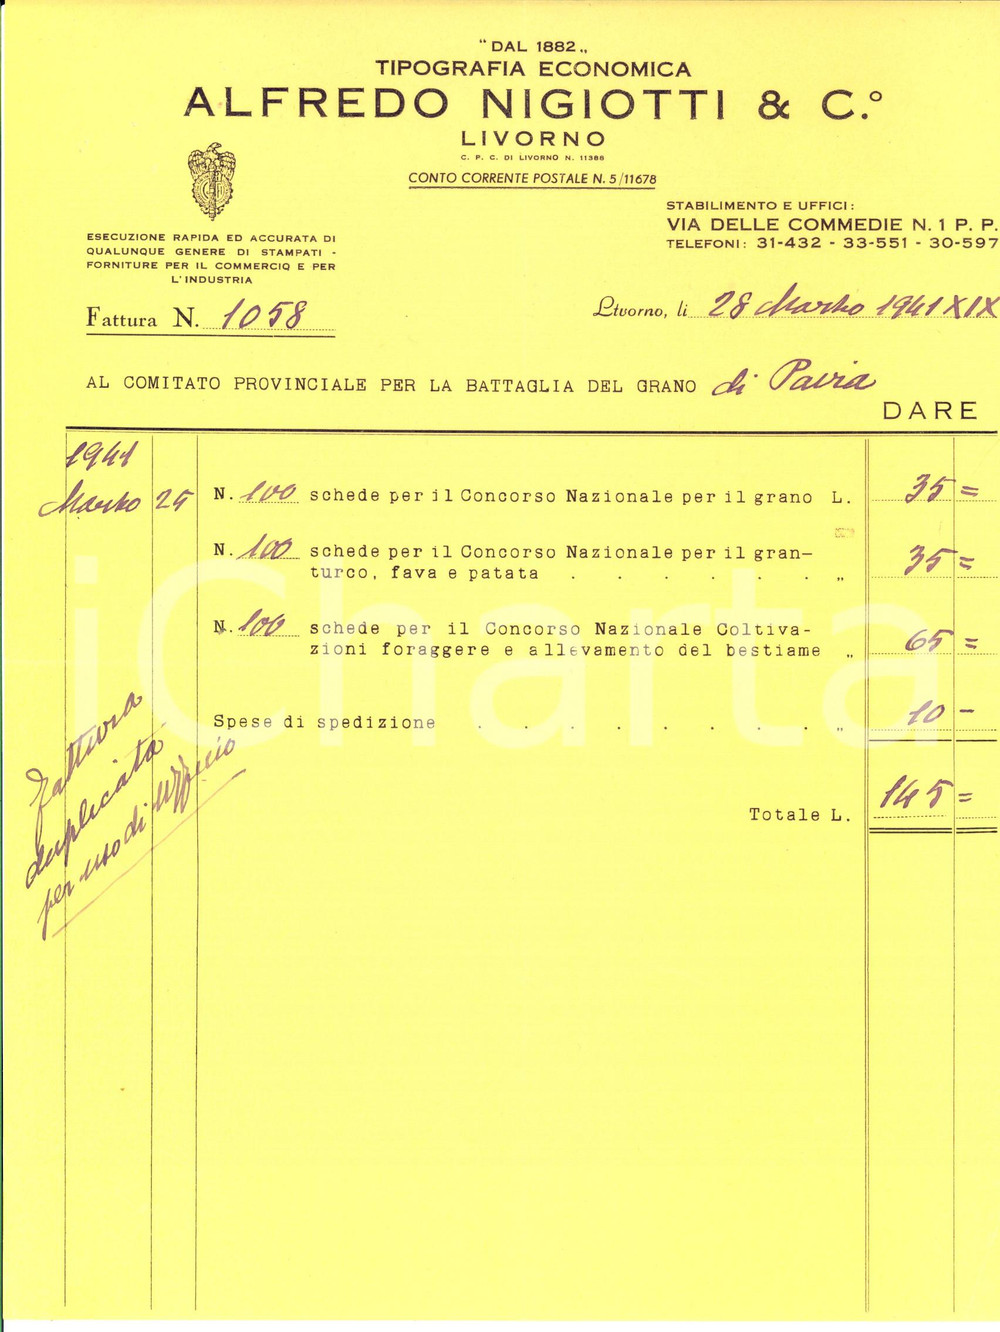 "DAL 1882„
TIPOGRAFIA ECONOMICA
ALFREDO NIGIOTTI & C.º
LIVORNO
C. P. C. DI LIVORNO N. 11386
CONTO CORRENTE POSTALE N. 5/11678
STABILIMENTO E UFFICI:
VIA DELLE COMMEDIE N. 1 P. P.
TELEFONI: 31-432 - 33-551 - 30-597
ESECUZIONE RAPIDA ED ACCURATA DI
QUALUNQUE GENERE DI STAMPATI -
FORNITURE PER IL COMMERCIO E PER
L'INDUSTRIA
Fattura N. 1058
Livorno, li 28 Marzo 1941 XIX
AL COMITATO PROVINCIALE PER LA BATTAGLIA DEL GRANO di Pavia
DARE
1941
Marzo 25 N. 100 schede per il Concorso Nazionale per il grano L. 35 =
N. 100 schede per il Concorso Nazionale per il gran-
turco, fava e patata . . . . . . „ 35 =
N. 100 schede per il Concorso Nazionale Coltiva-
zioni foraggere e allevamento del bestiame „ 65 =
Spese di spedizione . . . . . . . . „ 10 -
Totale L. 145 =
Fattura
duplicata
per uso di Ufficio
iCharta